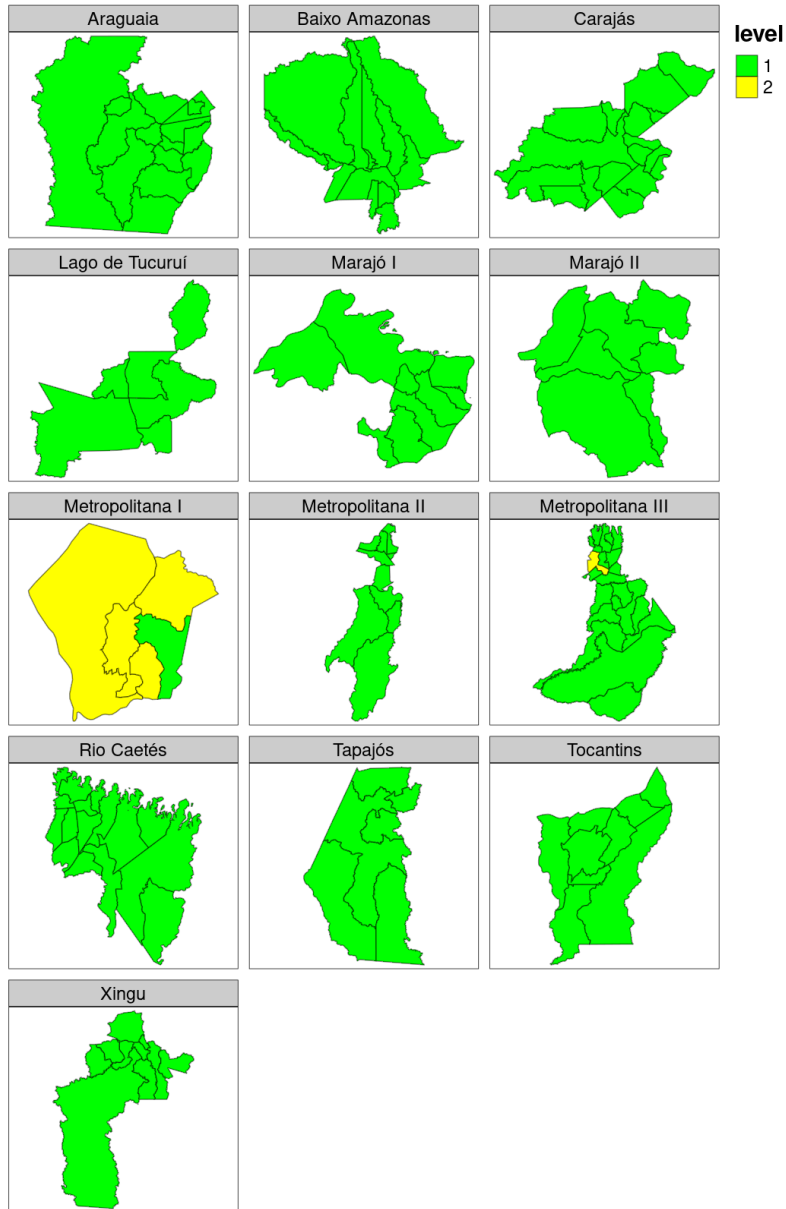 Araguaia
Baixo Amazonas
Carajás
level
1
2
Lago de Tucuruí
Marajó I
Marajó II
Metropolitana I
Metropolitana II
Metropolitana III
Rio Caetés
Tapajós
Tocantins
Xingu